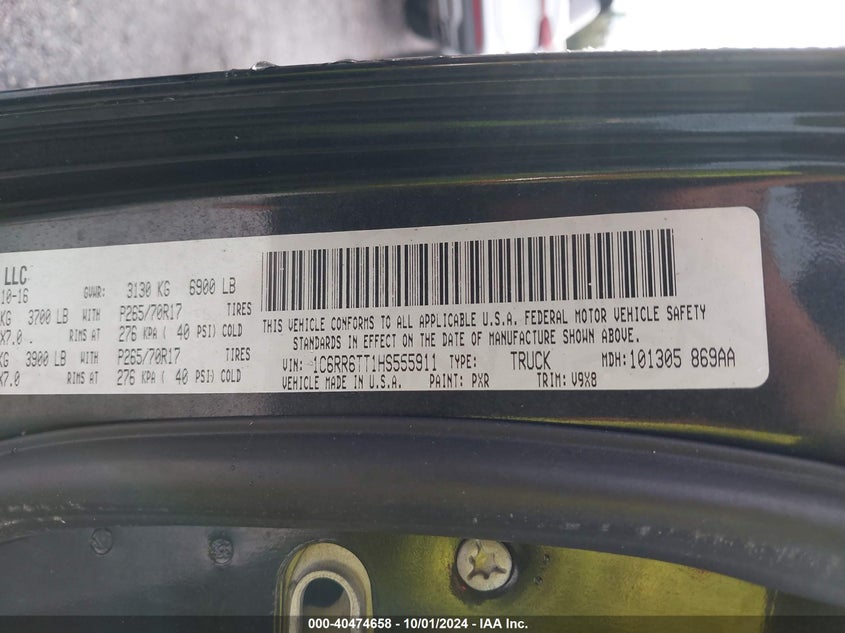 LLC
10-16 GVWR: 3130 KG 6900 LB
KG 3700 LB WITH P265/70R17 TIRES
X7.0 RIMS AT 276 KPA ( 40 PSI) COLD
KG 3900 LB WITH P265/70R17 TIRES
X7.0 RIMS AT 276 KPA ( 40 PSI) COLD
THIS VEHICLE CONFORMS TO ALL APPLICABLE U.S.A. FEDERAL MOTOR VEHICLE SAFETY
STANDARDS IN EFFECT ON THE DATE OF MANUFACTURE SHOWN ABOVE.
VIN: 1C6RR6TT1HS555911 TYPE: TRUCK MDH: 101305 869AA
VEHICLE MADE IN U.S.A. PAINT: PXR TRIM: V9X8
000-40474658 - 10/01/2024 - IAA Inc.